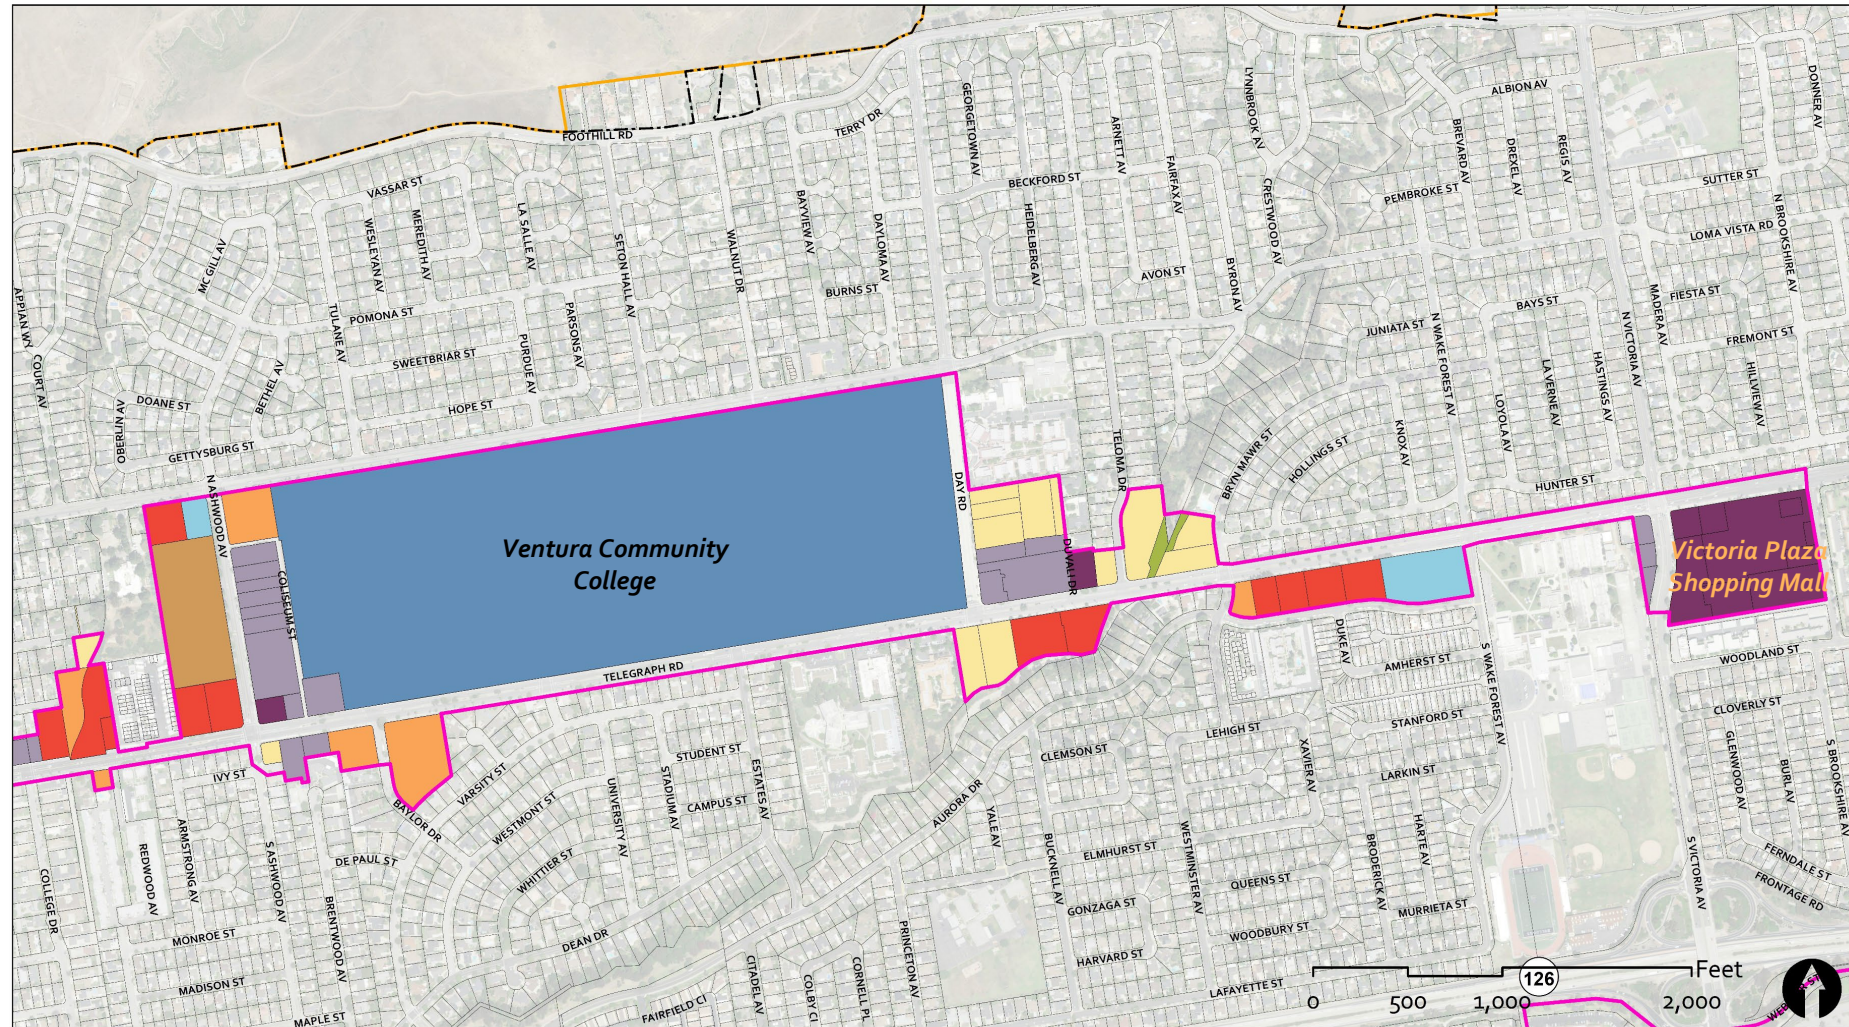 ALBION AV
DONNER AV
LYNNBROOK AV
GEORGETOWN AV
TERRY DR
FOOTHILL RD
ARNETT AV
BREVARD AV
DREXEL AV
REGIS AV
FAIRFAX AV
BECKFORD ST
VASSAR ST
SUTTER ST
PEMBROKE ST
CRESTWOOD AV
N BROOKSHIRE AV
LOMA VISTA RD
HEIDELBERG AV
BAYVIEW AV
DAYLOMA AV
WALNUT DR
SETON HALL AV
LA SALLE AV
MEREDITH AV
WESLEYAN AV
MC GILL AV
AVON ST
BYRON AV
BURNS ST
FIESTA ST
BAYS ST
MADERA AV
N VICTORIA AV
FREMONT ST
JUNIATA ST
N WAKE FOREST AV
APPIAN WY
TULANE AV
POMONA ST
PARSONS AV
PURDUE AV
SWEETBRIAR ST
COURT AV
BETHEL AV
DOANE ST
OBERLIN AV
HOPE ST
GETTYSBURG ST
LA VERNE AV
HASTINGS AV
HILLVIEW AV
LOYOLA AV
KNOX AV
HOLLINGS ST
BRYN MAWR ST
TELOMA DR
HUNTER ST
N ASHWOOD AV
DAY RD
Ventura Community
College
Victoria Plaza
Shopping Mall
DUVALI DR
COLISEUM ST
TELEGRAPH RD
DUKE AV
AMHERST ST
S WAKE FOREST AV
WOODLAND ST
CLOVERLY ST
STANFORD ST
LEHIGH ST
CLEMSON ST
XAVIER AV
LARKIN ST
GLENWOOD AV
BURL AV
S BROOKSHIRE AV
STUDENT ST
ESTATES AV
STADIUM AV
CAMPUS ST
UNIVERSITY AV
VARSITY ST
WESTMONT ST
WHITTIER ST
BAYLOR DR
IVY ST
AURORA DR
YALE AV
BUCKNELL AV
ELMHURST ST
WESTMINSTER AV
BRODERICK AV
HARTE AV
QUEENS ST
S VICTORIA AV
FERNDALE ST
FRONTAGE RD
REDWOOD AV
ARMSTRONG AV
S ASHWOOD AV
DE PAUL ST
BRENTWOOD AV
COLLEGE DR
MONROE ST
MADISON ST
MAPLE ST
DEAN DR
GONZAGA ST
MURRIETA ST
WOODBURY ST
HARVARD ST
LAFAYETTE ST
PRINCETON AV
CORNELL PL
COLBY CI
CITADEL AV
FAIRFIELD CI
126
Feet
0 500 1,000 2,000